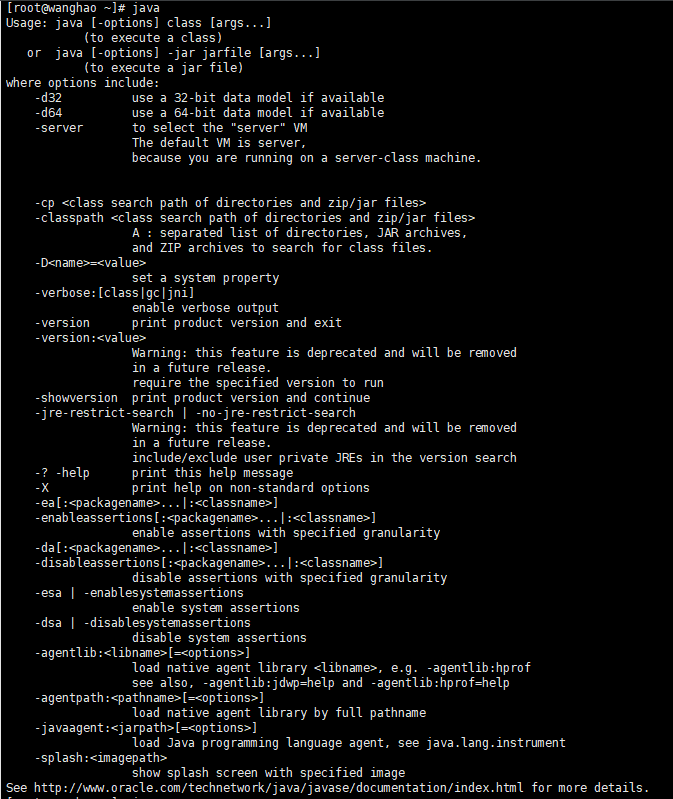 [root@wanghao ~]# java
Usage: java [-options] class [args...]
           (to execute a class)
   or  java [-options] -jar jarfile [args...]
           (to execute a jar file)
where options include:
    -d32          use a 32-bit data model if available
    -d64          use a 64-bit data model if available
    -server       to select the "server" VM
                  The default VM is server,
                  because you are running on a server-class machine.
    -cp <class search path of directories and zip/jar files>
    -classpath <class search path of directories and zip/jar files>
                  A : separated list of directories, JAR archives,
                  and ZIP archives to search for class files.
    -D<name>=<value>
                  set a system property
    -verbose:[class|gc|jni]
                  enable verbose output
    -version      print product version and exit
    -version:<value>
                  Warning: this feature is deprecated and will be removed
                  in a future release.
                  require the specified version to run
    -showversion  print product version and continue
    -jre-restrict-search | -no-jre-restrict-search
                  Warning: this feature is deprecated and will be removed
                  in a future release.
                  include/exclude user private JREs in the version search
    -? -help      print this help message
    -X            print help on non-standard options
    -ea[:<packagename>...|:<classname>]
    -enableassertions[:<packagename>...|:<classname>]
                  enable assertions with specified granularity
    -da[:<packagename>...|:<classname>]
    -disableassertions[:<packagename>...|:<classname>]
                  disable assertions with specified granularity
    -esa | -enablesystemassertions
                  enable system assertions
    -dsa | -disablesystemassertions
                  disable system assertions
    -agentlib:<libname>[=<options>]
                  load native agent library <libname>, e.g. -agentlib:hprof
                  see also, -agentlib:jdwp=help and -agentlib:hprof=help
    -agentpath:<pathname>[=<options>]
                  load native agent library by full pathname
    -javaagent:<jarpath>[=<options>]
                  load Java programming language agent, see java.lang.instrument
    -splash:<imagepath>
                  show splash screen with specified image
See http://www.oracle.com/technetwork/java/javase/documentation/index.html for more details.